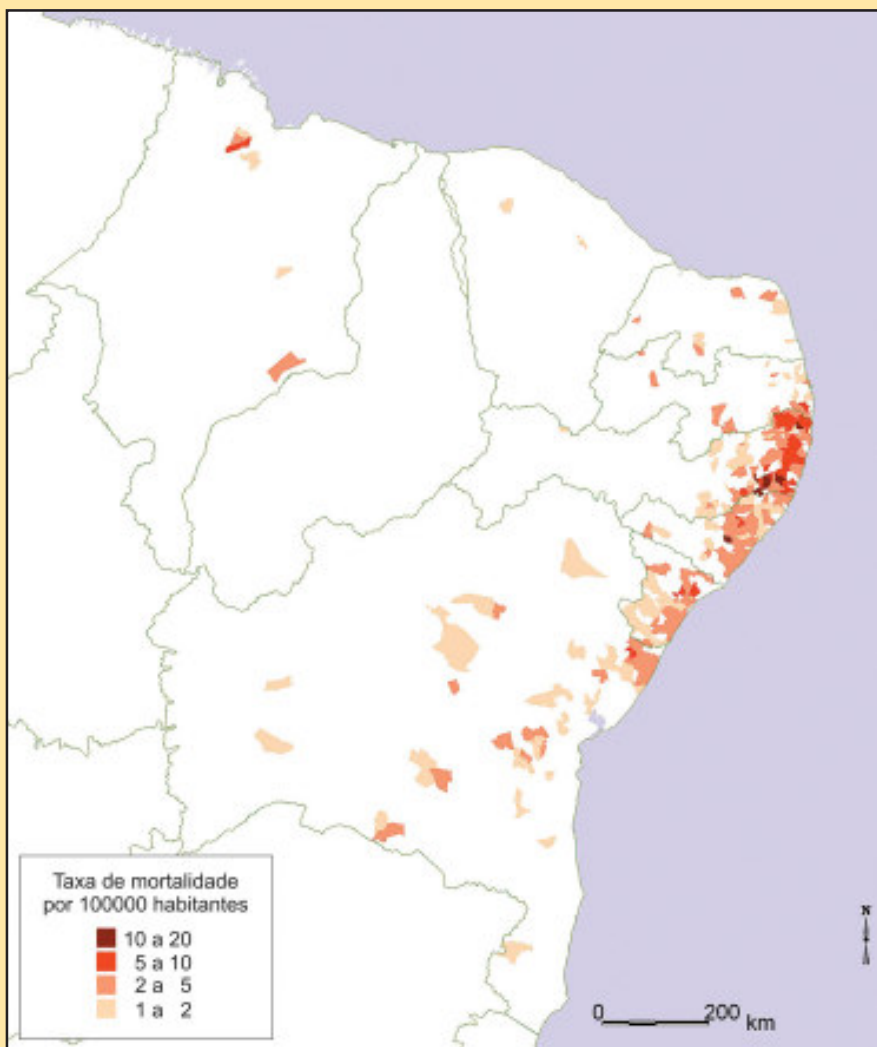 Taxa de mortalidade
por 100000 habitantes
10 a 20
5 a 10
2 a 5
1 a 2
N
0 200 km